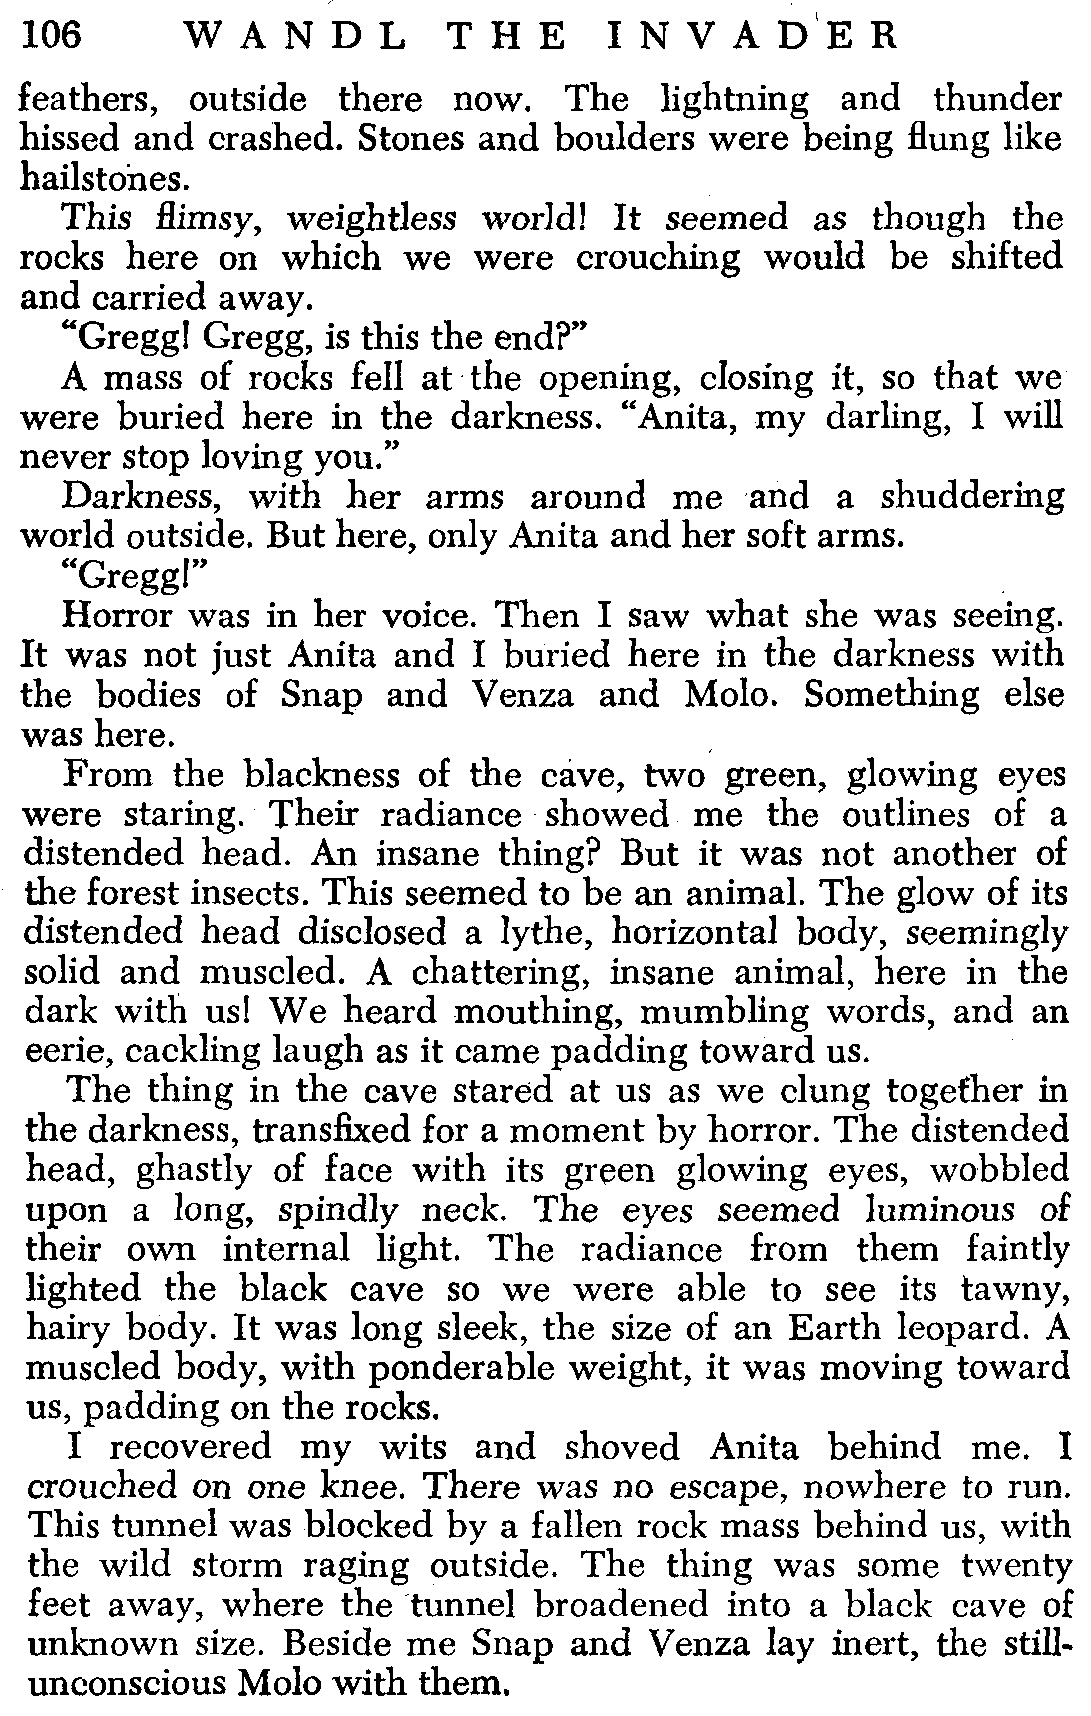 106 WANDL THE INVADER
feathers, outside there now. The lightning and thunder
hissed and crashed. Stones and boulders were being flung like
hailstones.
This flimsy, weightless world! It seemed as though the
rocks here on which we were crouching would be shifted
and carried away.
“Gregg! Gregg, is this the end?”
A mass of rocks fell at the opening, closing it, so that we
were buried here in the darkness. “Anita, my darling, I will
never stop loving you.”
Darkness, with her arms around me and a shuddering
world outside. But here, only Anita and her soft arms.
“Gregg!”
Horror was in her voice. Then I saw what she was seeing.
It was not just Anita and I buried here in the darkness with
the bodies of Snap and Venza and Molo. Something else
was here.
From the blackness of the cave, two green, glowing eyes
were staring. Their radiance showed me the outlines of a
distended head. An insane thing? But it was not another of
the forest insects. This seemed to be an animal. The glow of its
distended head disclosed a lythe, horizontal body, seemingly
solid and muscled. A chattering, insane animal, here in the
dark with us! We heard mouthing, mumbling words, and an
eerie, cackling laugh as it came padding toward us.
The thing in the cave stared at us as we clung together in
the darkness, transfixed for a moment by horror. The distended
head, ghastly of face with its green glowing eyes, wobbled
upon a long, spindly neck. The eyes seemed luminous of
their own internal light. The radiance from them faintly
lighted the black cave so we were able to see its tawny,
hairy body. It was long sleek, the size of an Earth leopard. A
muscled body, with ponderable weight, it was moving toward
us, padding on the rocks.
I recovered my wits and shoved Anita behind me. I
crouched on one knee. There was no escape, nowhere to run.
This tunnel was blocked by a fallen rock mass behind us, with
the wild storm raging outside. The thing was some twenty
feet away, where the tunnel broadened into a black cave of
unknown size. Beside me Snap and Venza lay inert, the still-
unconscious Molo with them.